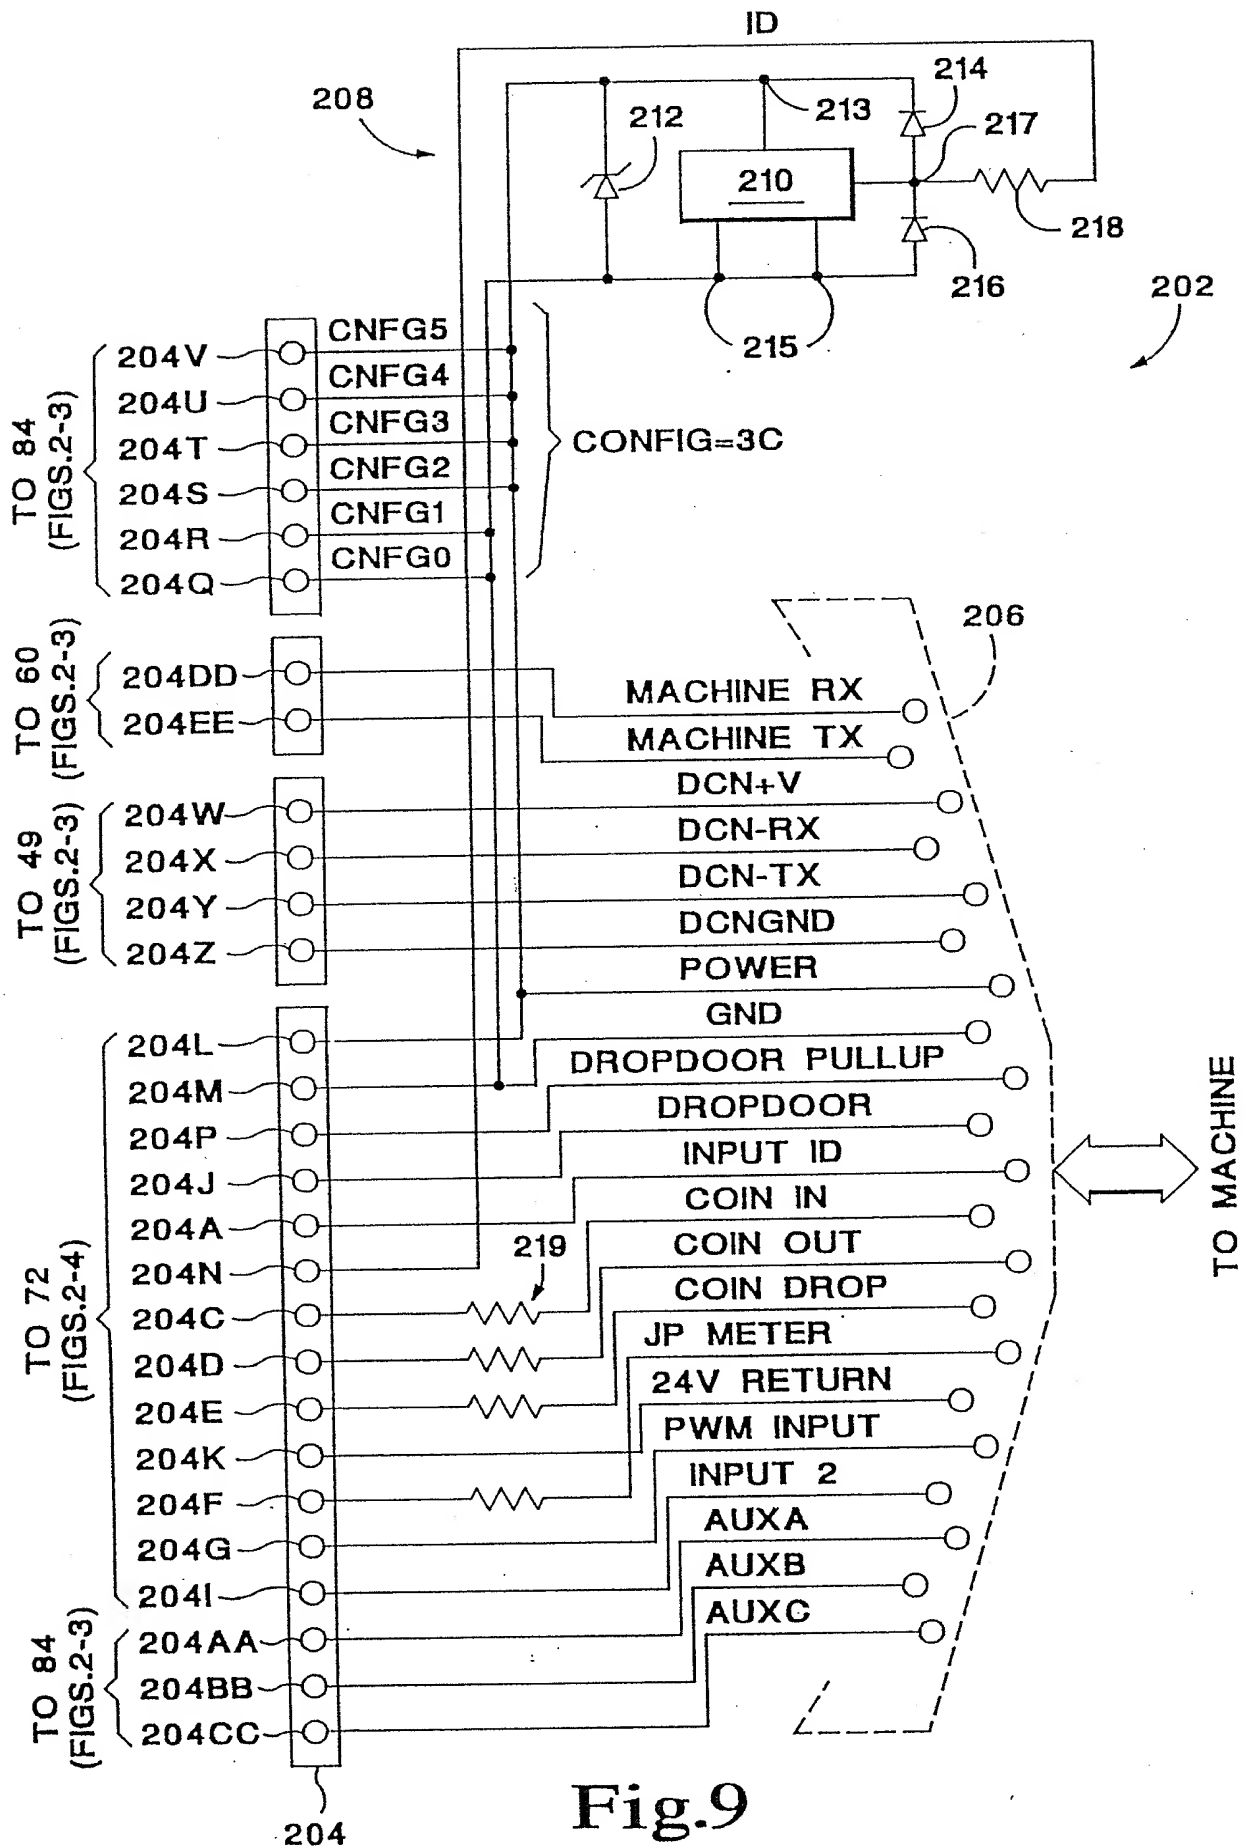 ID
208
212
213
214
217
210
218
216
215
202
CNFG5
204V
CNFG4
204U
CNFG3
204T
CONFIG=3C
CNFG2
204S
CNFG1
204R
CNFG0
204Q
TO 84
(FIGS.2-3)
206
204DD
MACHINE RX
204EE
MACHINE TX
TO 60
(FIGS.2-3)
DCN+V
204W
DCN-RX
204X
DCN-TX
204Y
DCNGND
204Z
TO 49
(FIGS.2-3)
POWER
204L
GND
204M
DROPDOOR PULLUP
204P
DROPDOOR
204J
INPUT ID
204A
COIN IN
204N
219
COIN OUT
204C
COIN DROP
204D
JP METER
204E
24V RETURN
204K
PWM INPUT
204F
INPUT 2
204G
AUXA
204I
AUXB
TO 72
(FIGS.2-4)
TO MACHINE
AUXC
204AA
204BB
204CC
TO 84
(FIGS.2-3)
204
Fig.9